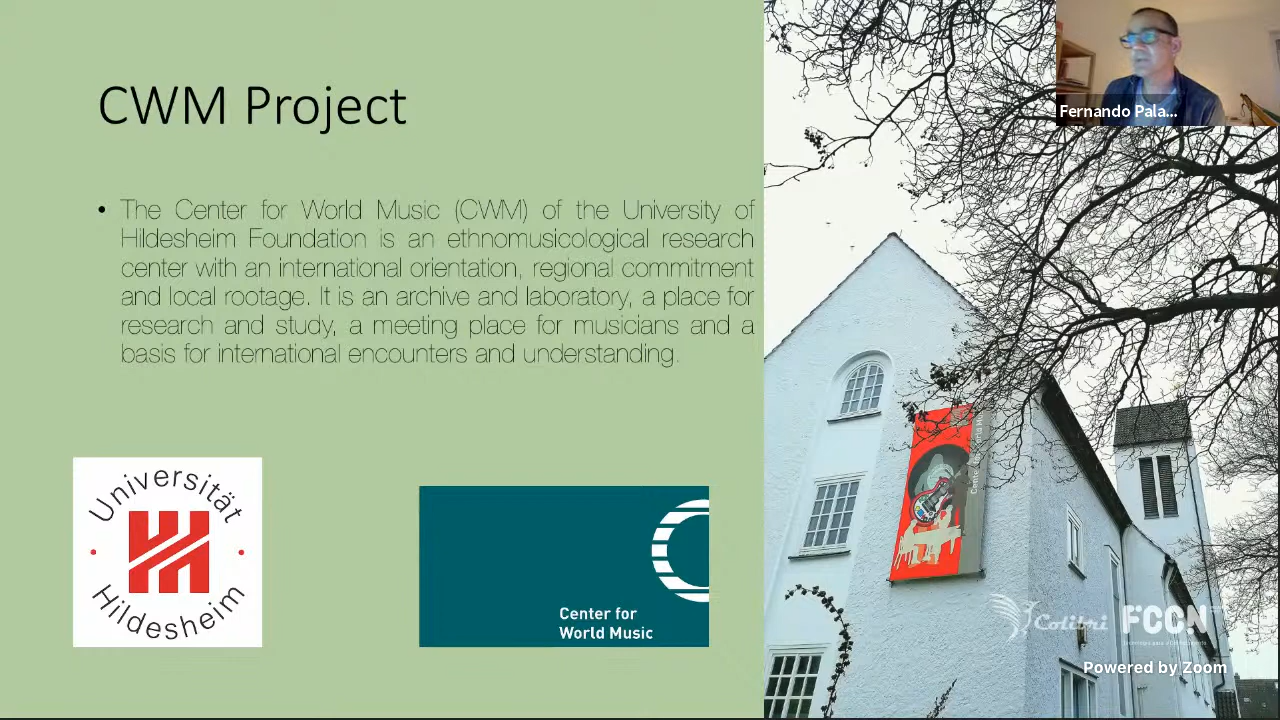 CWM Project
• The Center for World Music (CWM) of the University of
Hildesheim Foundation is an ethnomusicological research
center with an international orientation, regional commitment
and local rootage. It is an archive and laboratory, a place for
research and study, a meeting place for musicians and a
basis for international encounters and understanding.
Universität
Hildesheim
Center for
World Music
Fernando Pala...
Colibri
FCCN
Powered by Zoom